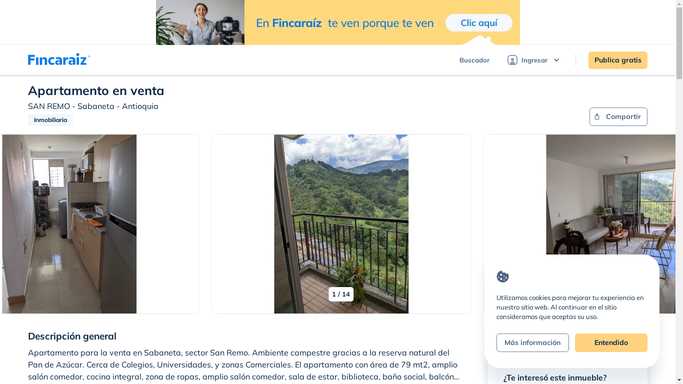 En Fincaraíz te ven porque te ven
Clic aquí
Fincaraiz
Buscador
Ingresar
Publica gratis
Apartamento en venta
SAN REMO - Sabaneta - Antioquia
Inmobiliaria
Compartir
1 / 14
Utilizamos cookies para mejorar tu experiencia en
nuestro sitio web. Al continuar en el sitio
consideramos que aceptas su uso.
Más información
Entendido
Descripción general
Apartamento para la venta en Sabaneta, sector San Remo. Ambiente campestre gracias a la reserva natural del
Pan de Azúcar. Cerca de Colegios, Universidades, y zonas Comerciales. El apartamento con área de 79 mt2, amplio
salón comedor, cocina integral, zona de ropas, amplio salón comedor, sala de estar, biblioteca, baño social, balcón...
¿Te interesó este inmueble?